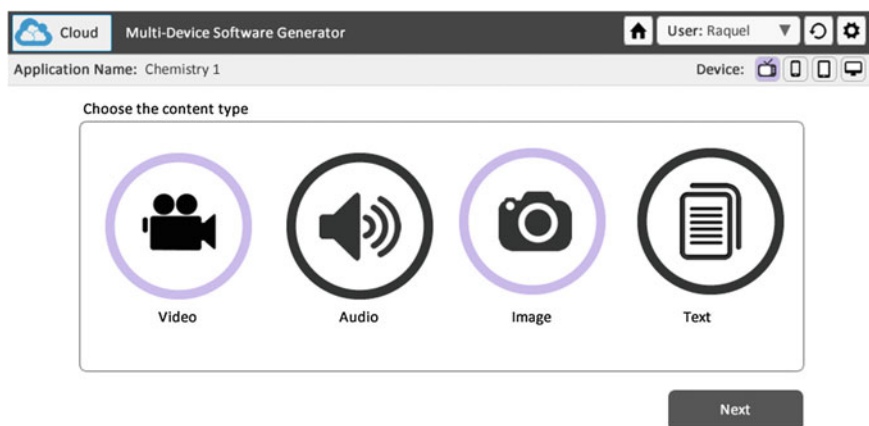 Cloud Multi-Device Software Generator User: Raquel
Application Name: Chemistry 1 Device:
Choose the content type
Video Audio Image Text
Next